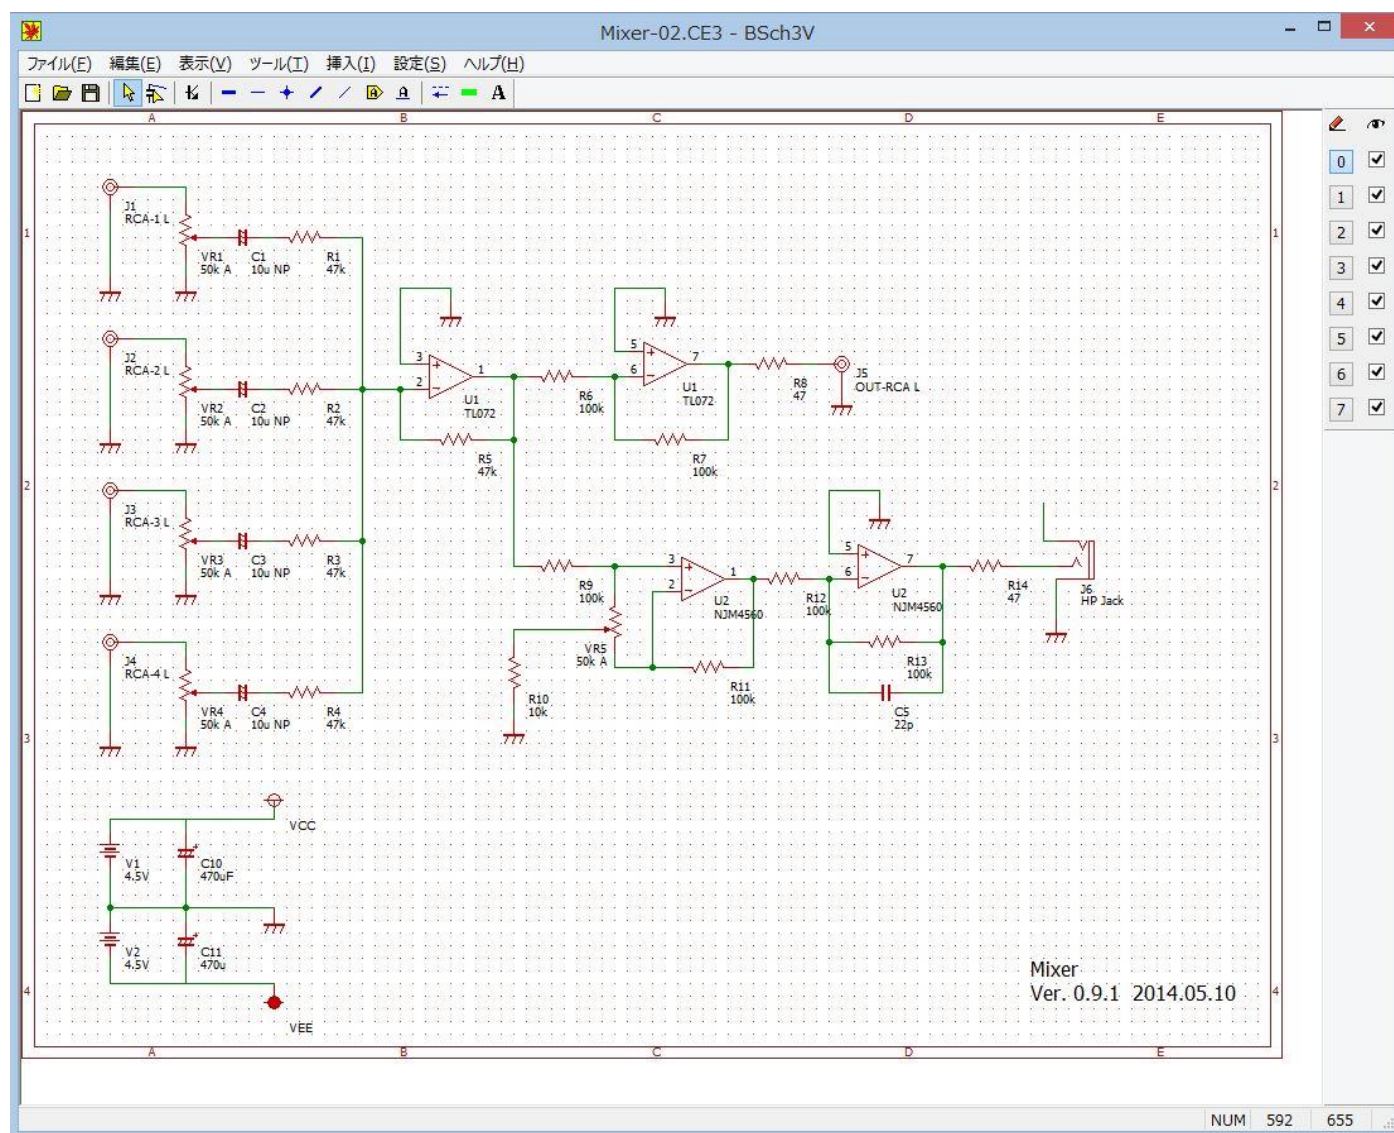 Mixer-02.CE3 - BSch3V
ファイル(F) 編集(E) 表示(V) ツール(T) 挿入(I) 設定(S) ヘルプ(H)
A B C D E
0
1
2
3
4
5
6
7
1 1
J1
RCA-1 L
VR1
50k A
C1
10u NP
R1
47k
J2
RCA-2 L
VR2
50k A
C2
10u NP
R2
47k
3
2
1
U1
TL072
R5
47k
R6
100k
5
6
7
U1
TL072
R7
100k
R8
47
J5
OUT-RCA L
2 2
J3
RCA-3 L
VR3
50k A
C3
10u NP
R3
47k
R9
100k
VR5
50k A
R10
10k
3
2
1
U2
NJM4560
R11
100k
R12
100k
5
6
7
U2
NJM4560
R13
100k
C5
22p
R14
47
J6
HP Jack
J4
RCA-4 L
VR4
50k A
C4
10u NP
R4
47k
3 3
VCC
V1
4.5V
C10
470uF
V2
4.5V
C11
470u
VEE
4 4
Mixer
Ver. 0.9.1 2014.05.10
A B C D E
NUM 592 655